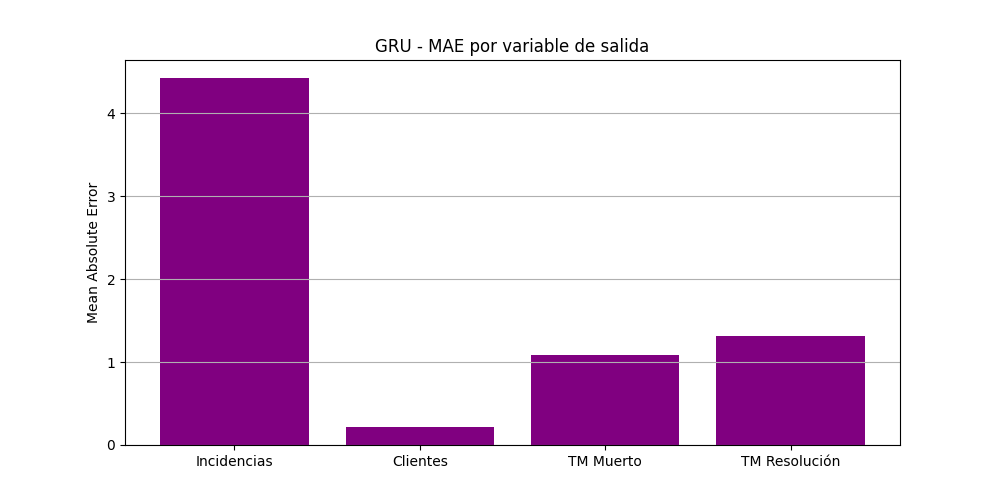 GRU - MAE por variable de salida
Mean Absolute Error
4
3
2
1
0
Incidencias
Clientes
TM Muerto
TM Resolución